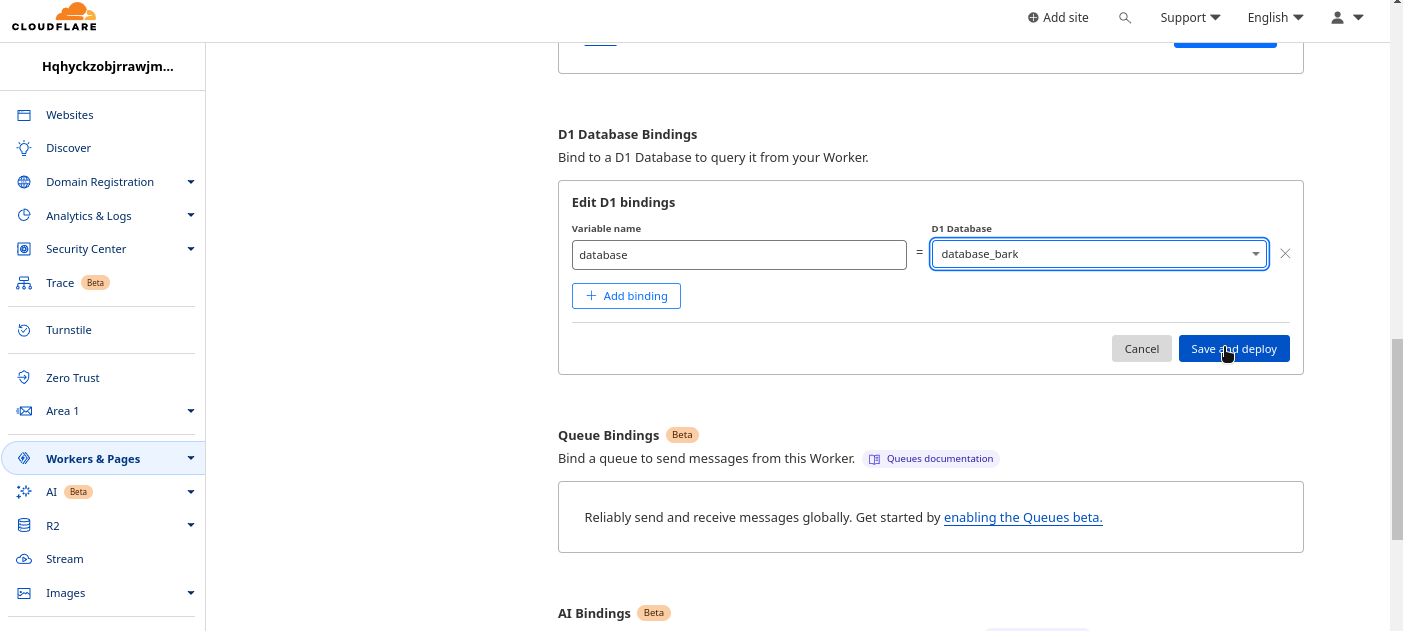 CLOUDFLARE
Add site
Support
English
Hqhyckzobjrrawjm...
Websites
Discover
Domain Registration
Analytics & Logs
Security Center
Trace Beta
Turnstile
Zero Trust
Area 1
Workers & Pages
AI Beta
R2
Stream
Images
D1 Database Bindings
Bind to a D1 Database to query it from your Worker.
Edit D1 bindings
Variable name
D1 Database
database
=
database_bark
Add binding
Cancel
Save and deploy
Queue Bindings Beta
Bind a queue to send messages from this Worker. Queues documentation
Reliably send and receive messages globally. Get started by enabling the Queues beta.
AI Bindings Beta